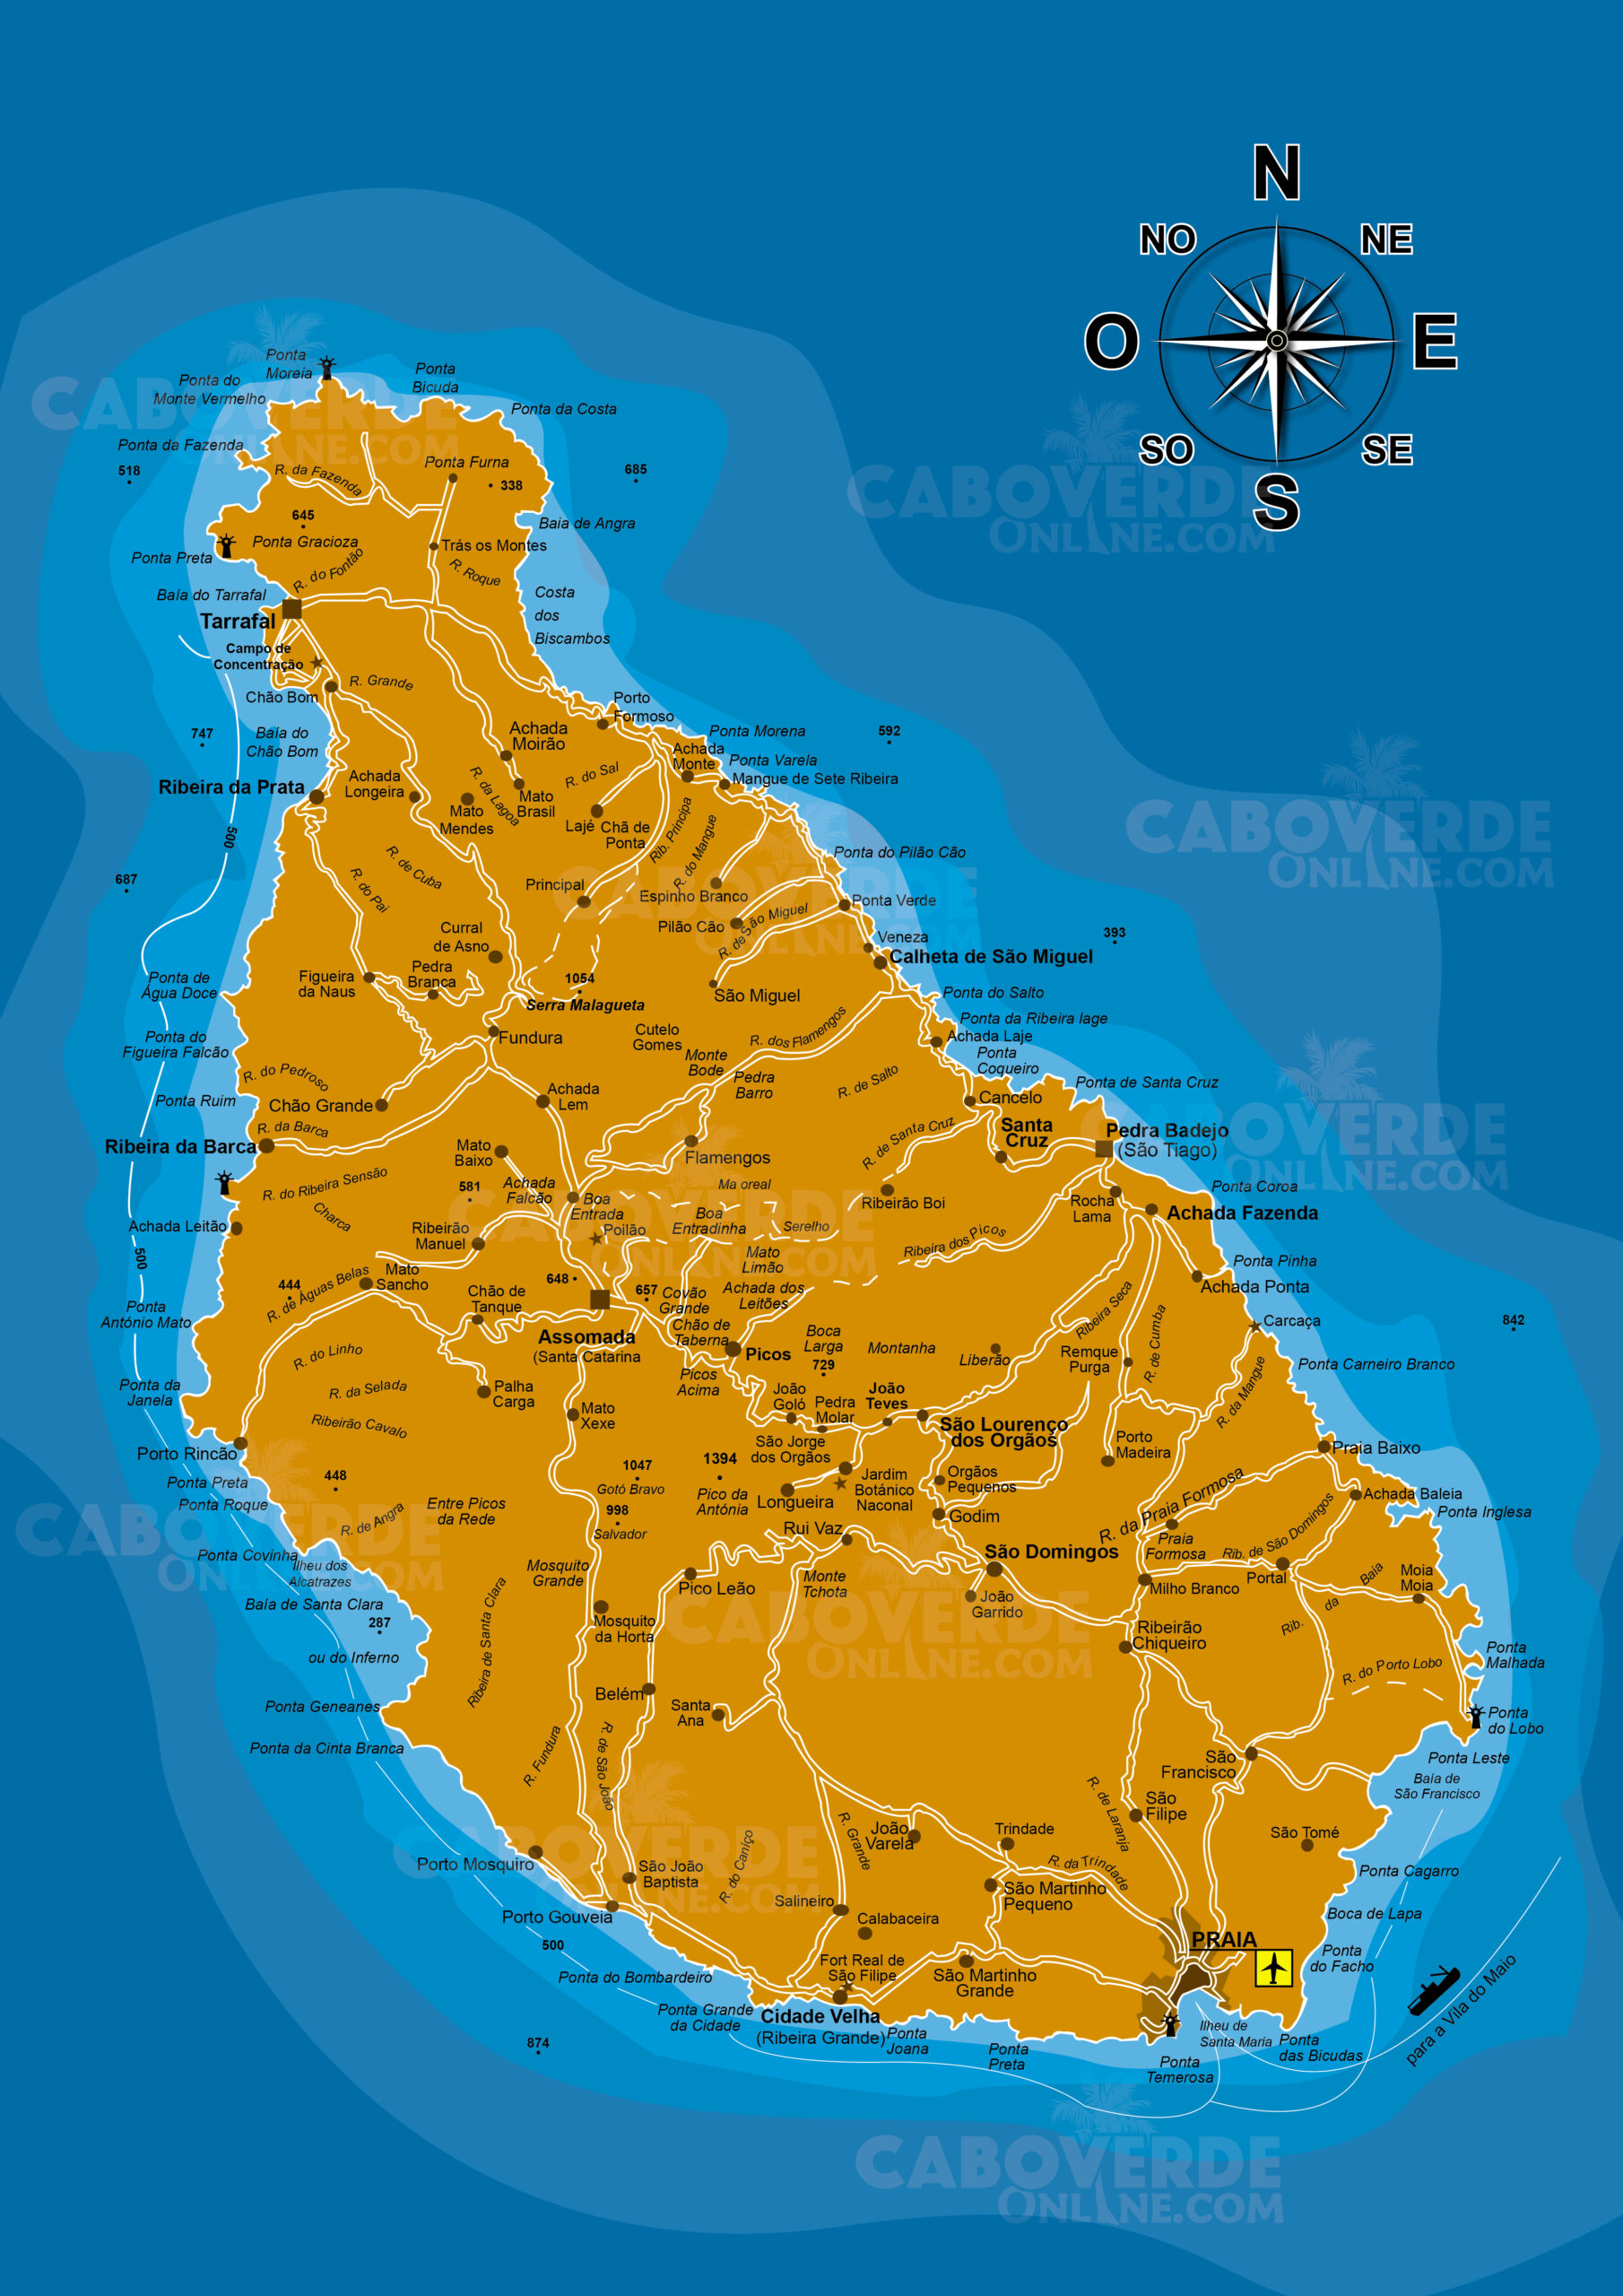 N
NO
NE
O
E
SO
SE
S
CABOVERDE
ONLINE.COM
Ponta
Moreia
Ponta do
Monte Vermelho
Ponta
Bicuda
Ponta da Costa
Ponta da Fazenda
518
R. da Fazenda
Ponta Furna
338
685
645
Ponta Gracioza
Baia de Angra
Ponta Preta
Trás os Montes
R. do Fontão
R. Roque
Baía do Tarrafal
Costa
dos
Biscambos
Tarrafal
Campo de
Concentração
Chão Bom
R. Grande
Porto
Formoso
747
Baía do
Chão Bom
Achada
Moirão
Ponta Morena
592
Achada
Monte
Ponta Varela
Mangue de Sete Ribeira
Ribeira da Prata
Achada
Longeira
R. da Lagoa
R. do Sal
Mato
Brasil
Mato
Mendes
Lajé
Chã de
Ponta
Rib. Principa
R. do Mangue
500
R. de Cuba
Ponta do Pilão Cão
687
R. do Pai
Principal
Espinho Branco
Ponta Verde
Pilão Cão
R. de São Miguel
Curral
de Asno
Veneza
393
Calheta de São Miguel
Ponta de
Água Doce
Figueira
da Naus
Pedra
Branca
1054
Serra Malagueta
São Miguel
Ponta do Salto
Ponta da Ribeira lage
Ponta do
Figueira Falcão
Fundura
Cutelo
Gomes
R. dos Flamengos
Achada Laje
Monte
Bode
Ponta
Coqueiro
R. do Pedroso
Pedra
Barro
R. de Salto
Ponta de Santa Cruz
Ponta Ruim
Chão Grande
Achada
Lem
Cancelo
R. da Barca
Ribeira da Barca
Mato
Baixo
Flamengos
R. de Santa Cruz
Santa
Cruz
Pedra Badejo
(São Tiago)
R. do Ribeira Sensão
581
Achada
Falcão
Ma oreal
Ponta Coroa
Charca
Boa
Entrada
Ribeirão Boi
Rocha
Lama
Achada Fazenda
Achada Leitão
Ribeirão
Manuel
Poilão
Boa
Entradinha
Serelho
Ribeira dos Picos
500
Mato
Limão
Ponta Pinha
444
R. de Águas Belas
Mato
Sancho
648
657
Covão
Grande
Achada dos
Leitões
Achada Ponta
Chão de
Tanque
Ponta
António Mato
Assomada
(Santa Catarina
Chão de
Taberna
Picos
Boca
Larga
729
Montanha
Liberão
Ribeira Seca
R. de Cumba
Carcaça
842
Remque
Purga
R. do Linho
Ponta Carneiro Branco
Ponta da
Janela
R. da Selada
Palha
Carga
Picos
Acima
João
Goló
Pedra
Molar
João
Teves
R. da Mangue
Ribeirão Cavalo
Mato
Xexe
São Lourenço
dos Orgãos
Porto Rincão
São Jorge
dos Orgãos
Porto
Madeira
Praia Baixo
Ponta Preta
448
1047
Gotó Bravo
1394
Pico da
Antónia
Longueira
Jardim
Botánico
Naconal
Orgãos
Pequenos
Ponta Roque
Entre Picos
da Rede
R. de Angra
998
Salvador
Rui Vaz
Godim
R. da Praia Formosa
Achada Baleia
Ponta Inglesa
Ponta Covinha
Ilheu dos
Alcatrazes
Mosquito
Grande
Pico Leão
Monte
Tchota
São Domingos
Praia
Formosa
Rib. de São Domingos
Portal
Baía de Santa Clara
287
ou do Inferno
Ribeira de Santa Clara
Mosquito
da Horta
João
Garrido
Milho Branco
Rib.
da
Baia
Moia
Moia
Ribeirão
Chiqueiro
Ponta
Malhada
R. do Porto Lobo
Ponta Geneanes
Belém
Santa
Ana
Ponta
do Lobo
Ponta da Cinta Branca
R. Fundura
R. de São João
São
Francisco
Ponta Leste
Baía de
São Francisco
R. de Laranja
São
Filipe
João
Varela
R. Grande
Trindade
São Tomé
Porto Mosquiro
São João
Baptista
R. do Caniço
R. da Trindade
Ponta Cagarro
Salineiro
São Martinho
Pequeno
Porto Gouveia
Calabaceira
Boca de Lapa
500
PRAIA
Fort Real de
São Filipe
São Martinho
Grande
Ponta
do Facho
Ponta do Bombardeiro
Ponta Grande
da Cidade
Cidade Velha
(Ribeira Grande)
Ponta
Joana
Ponta
Preta
Ilheu de
Santa Maria
Ponta
das Bicudas
para a Vila do Maio
874
Ponta
Temerosa
CABOVERDE
ONLINE.COM